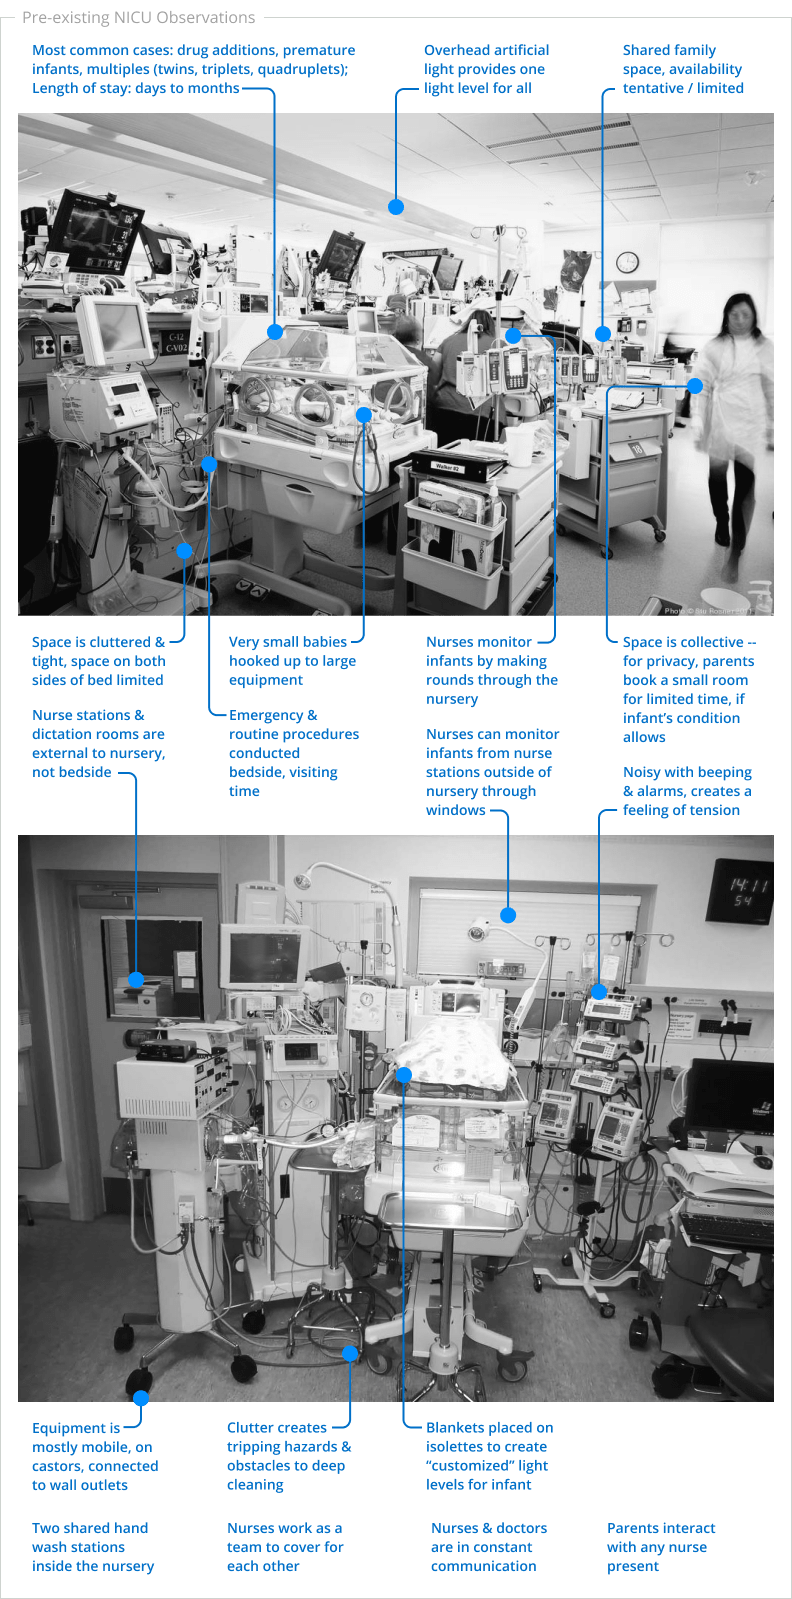 Pre-existing NICU Observations
Most common cases: drug additions, premature
infants, multiples (twins, triplets, quadruplets);
Length of stay: days to months
Overhead artificial
light provides one
light level for all
Shared family
space, availability
tentative / limited
C-12
C-V02
Walker #2
Space is cluttered &
tight, space on both
sides of bed limited
Very small babies
hooked up to large
equipment
Nurses monitor
infants by making
rounds through the
nursery
Space is collective --
for privacy, parents
book a small room
for limited time, if
infant's condition
allows
Nurse stations &
dictation rooms are
external to nursery,
not bedside
Emergency &
routine procedures
conducted
bedside, visiting
time
Nurses can monitor
infants from nurse
stations outside of
nursery through
windows
Noisy with beeping
& alarms, creates a
feeling of tension
14:11
54
Equipment is
mostly mobile, on
castors, connected
to wall outlets
Clutter creates
tripping hazards &
obstacles to deep
cleaning
Blankets placed on
isolettes to create
“customized” light
levels for infant
Two shared hand
wash stations
inside the nursery
Nurses work as a
team to cover for
each other
Nurses & doctors
are in constant
communication
Parents interact
with any nurse
present